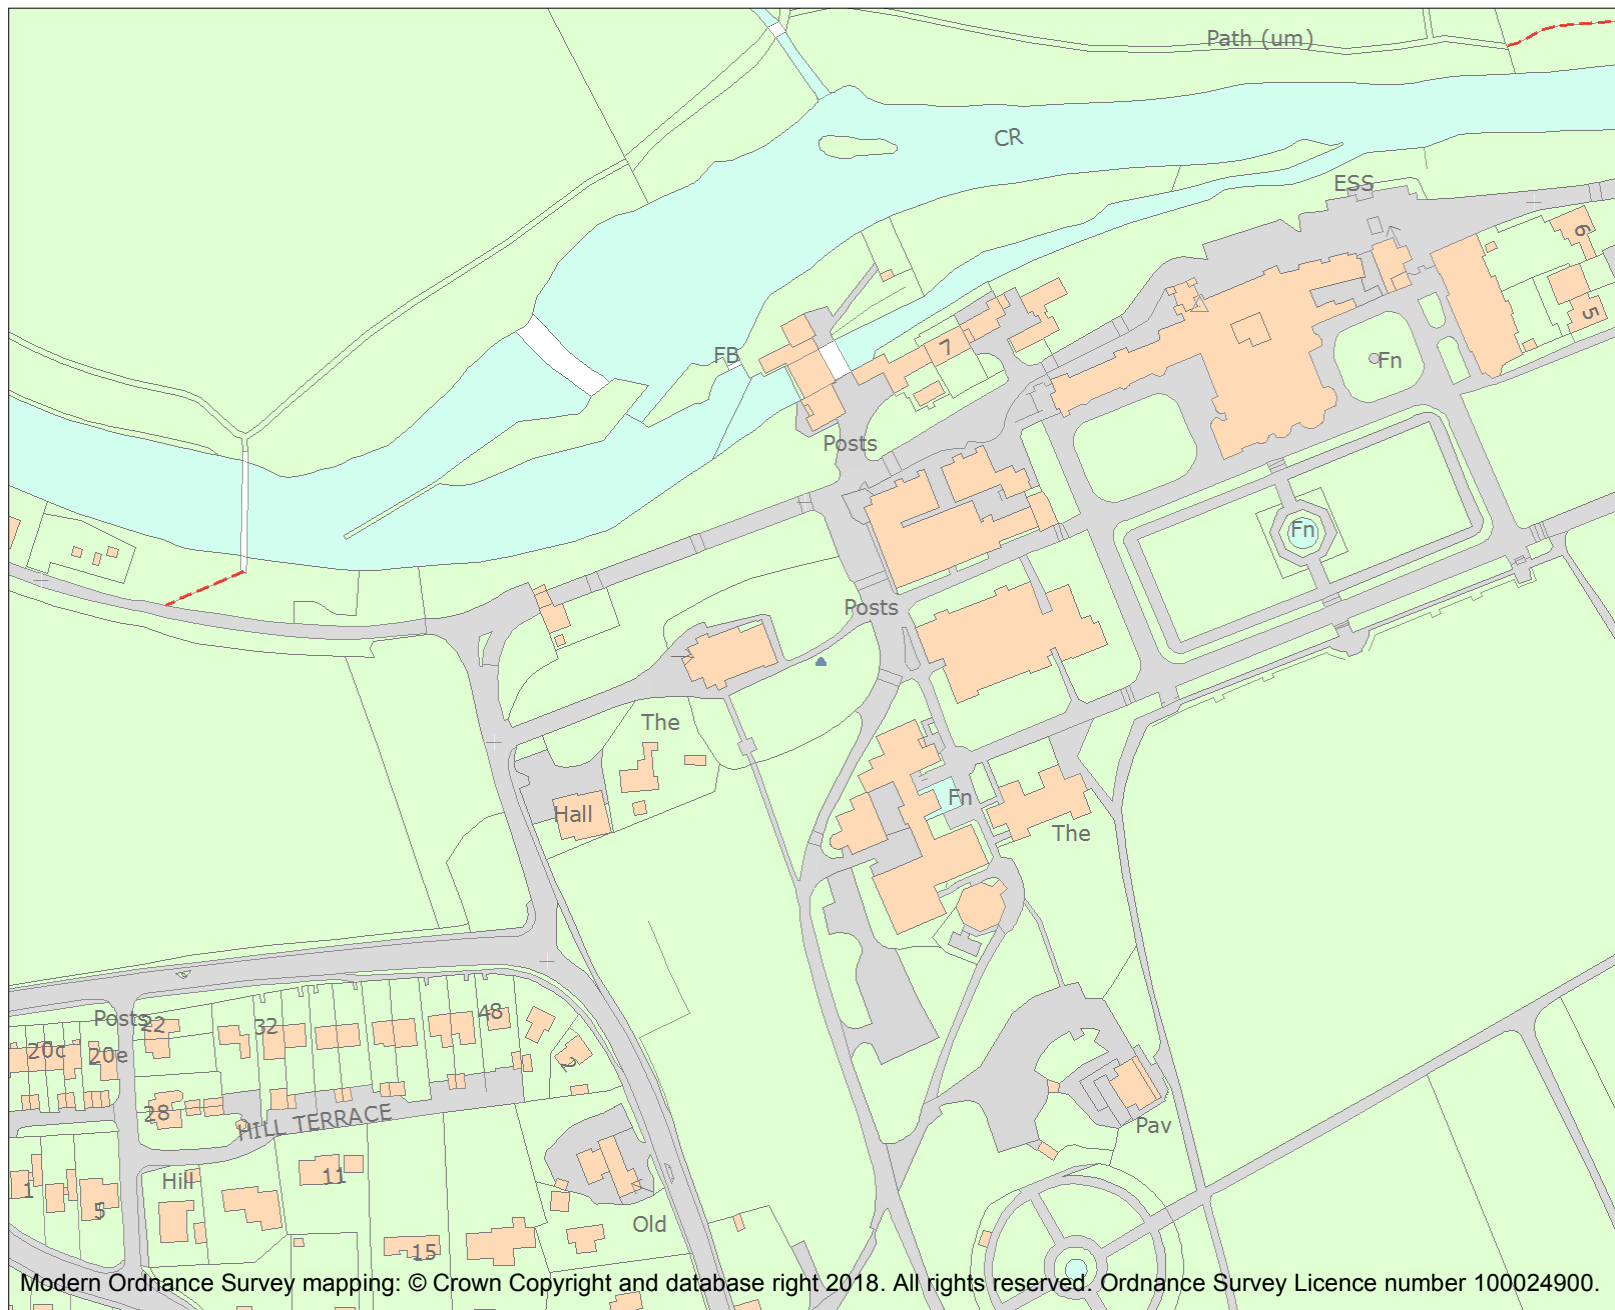 Path (um)
CR
ESS
6
5
FB
7
Fn
Posts
Fn
Posts
The
Hall
Fn
The
Posts
22
32
48
20c
20e
2
28
HILL TERRACE
Pav
1
Hill
11
5
Old
15
Modern Ordnance Survey mapping: © Crown Copyright and database right 2018. All rights reserved. Ordnance Survey Licence number 100024900.